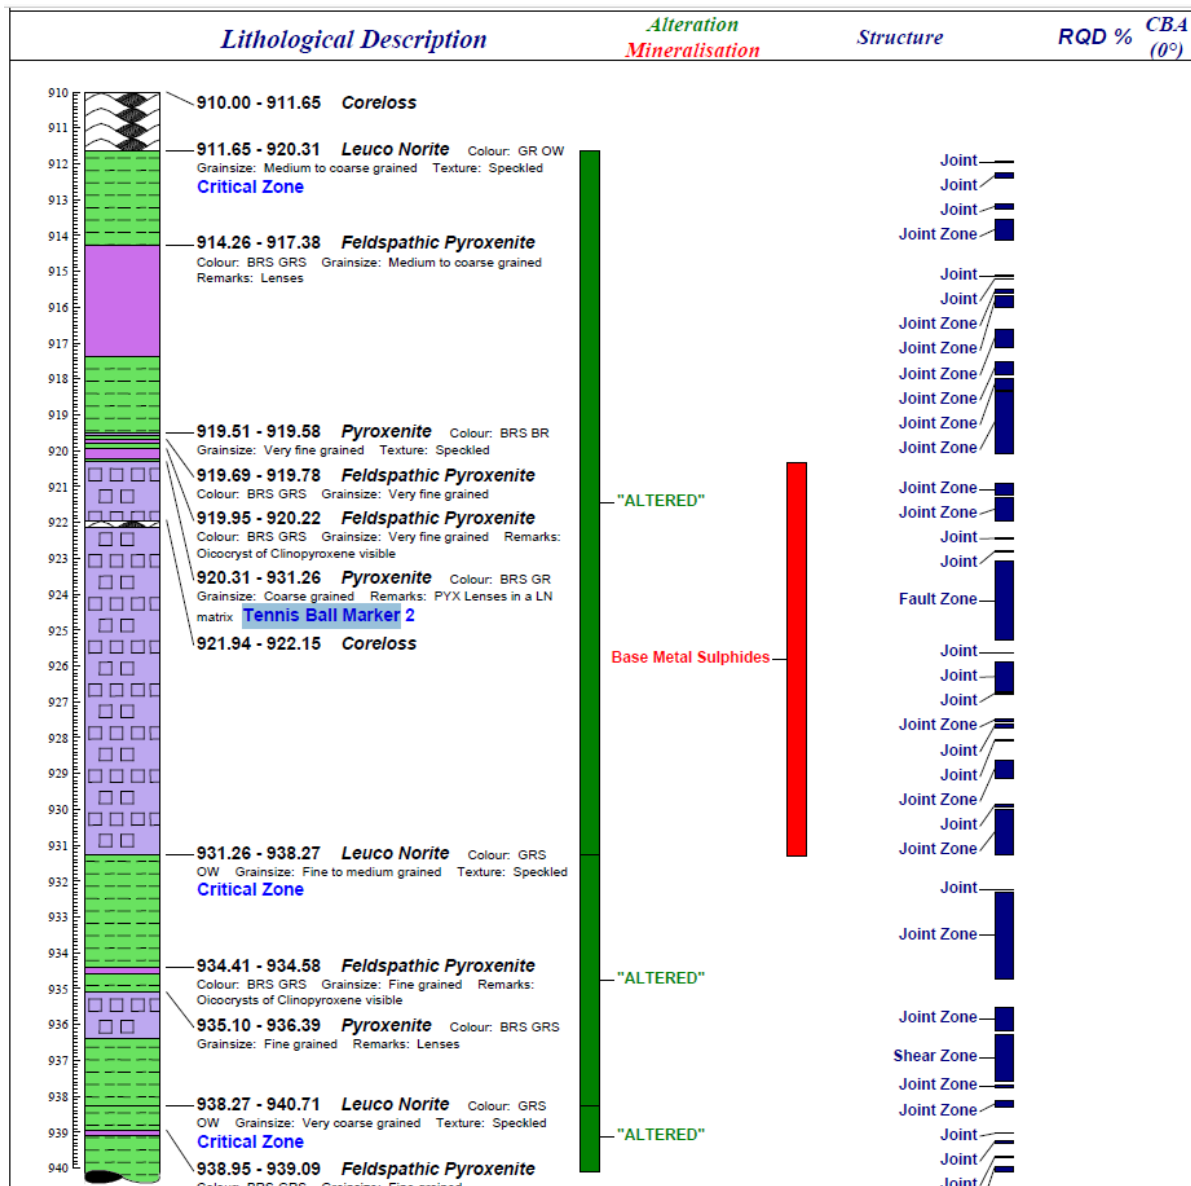 Lithological Description
Alteration
Mineralisation
Structure
RQD %
CBA
(0°)
910
911
912
913
914
915
916
917
918
919
920
921
922
923
924
925
926
927
928
929
930
931
932
933
934
935
936
937
938
939
940
910.00 - 911.65 Coreloss
911.65 - 920.31 Leuco Norite Colour: GR OW
Grainsize: Medium to coarse grained Texture: Speckled
Critical Zone
914.26 - 917.38 Feldspathic Pyroxenite
Colour: BRS GRS Grainsize: Medium to coarse grained
Remarks: Lenses
919.51 - 919.58 Pyroxenite Colour: BRS BR
Grainsize: Very fine grained Texture: Speckled
919.69 - 919.78 Feldspathic Pyroxenite
Colour: BRS GRS Grainsize: Very fine grained
919.95 - 920.22 Feldspathic Pyroxenite
Colour: BRS GRS Grainsize: Very fine grained Remarks:
Oicocryst of Clinopyroxene visible
920.31 - 931.26 Pyroxenite Colour: BRS GR
Grainsize: Coarse grained Remarks: PYX Lenses in a LN
matrix Tennis Ball Marker 2
921.94 - 922.15 Coreloss
931.26 - 938.27 Leuco Norite Colour: GRS
OW Grainsize: Fine to medium grained Texture: Speckled
Critical Zone
934.41 - 934.58 Feldspathic Pyroxenite
Colour: BRS GRS Grainsize: Fine grained Remarks:
Oicocrysts of Clinopyroxene visible
935.10 - 936.39 Pyroxenite Colour: BRS GRS
Grainsize: Fine grained Remarks: Lenses
938.27 - 940.71 Leuco Norite Colour: GRS
OW Grainsize: Very coarse grained Texture: Speckled
Critical Zone
938.95 - 939.09 Feldspathic Pyroxenite
Colour: BRS GRS Grainsize: Fine grained
"ALTERED"
Base Metal Sulphides
"ALTERED"
"ALTERED"
Joint
Joint
Joint
Joint Zone
Joint
Joint
Joint Zone
Joint Zone
Joint Zone
Joint Zone
Joint Zone
Joint Zone
Joint Zone
Joint Zone
Joint
Joint
Fault Zone
Joint
Joint
Joint
Joint Zone
Joint
Joint
Joint Zone
Joint
Joint Zone
Joint
Joint Zone
Joint Zone
Shear Zone
Joint Zone
Joint Zone
Joint
Joint
Joint